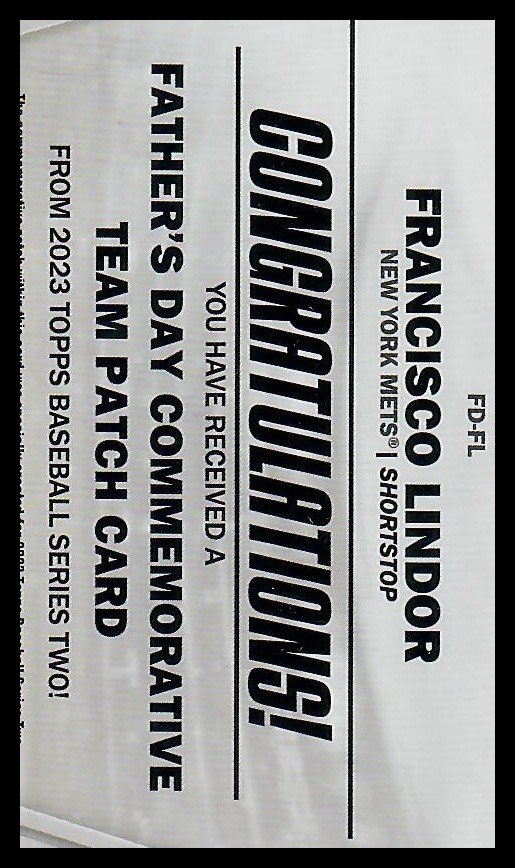 FD-FL
FRANCISCO LINDOR
NEW YORK METS® | SHORTSTOP
CONGRATULATIONS!
YOU HAVE RECEIVED A
FATHER'S DAY COMMEMORATIVE
TEAM PATCH CARD
FROM 2023 TOPPS BASEBALL SERIES TWO!